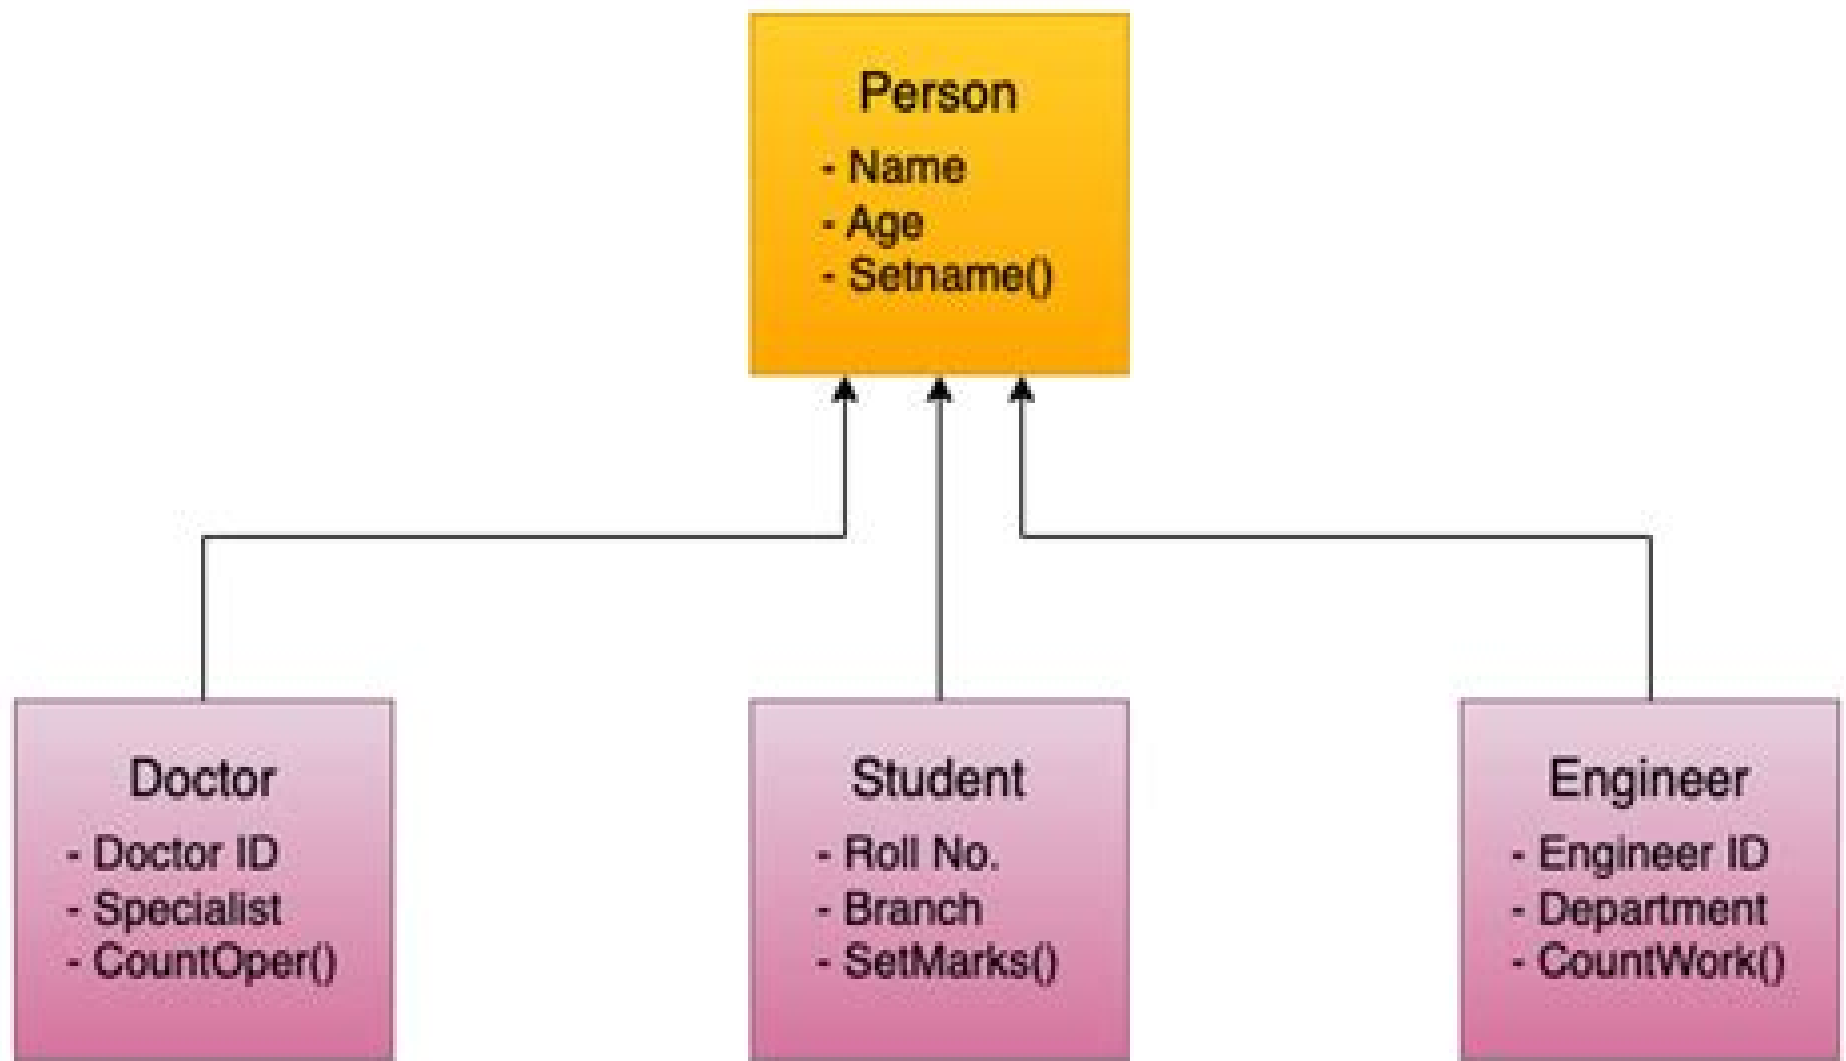 Person
- Name
- Age
- Setname()
Doctor
- Doctor ID
- Specialist
- CountOper()
Student
- Roll No.
- Branch
- SetMarks()
Engineer
- Engineer ID
- Department
- CountWork()